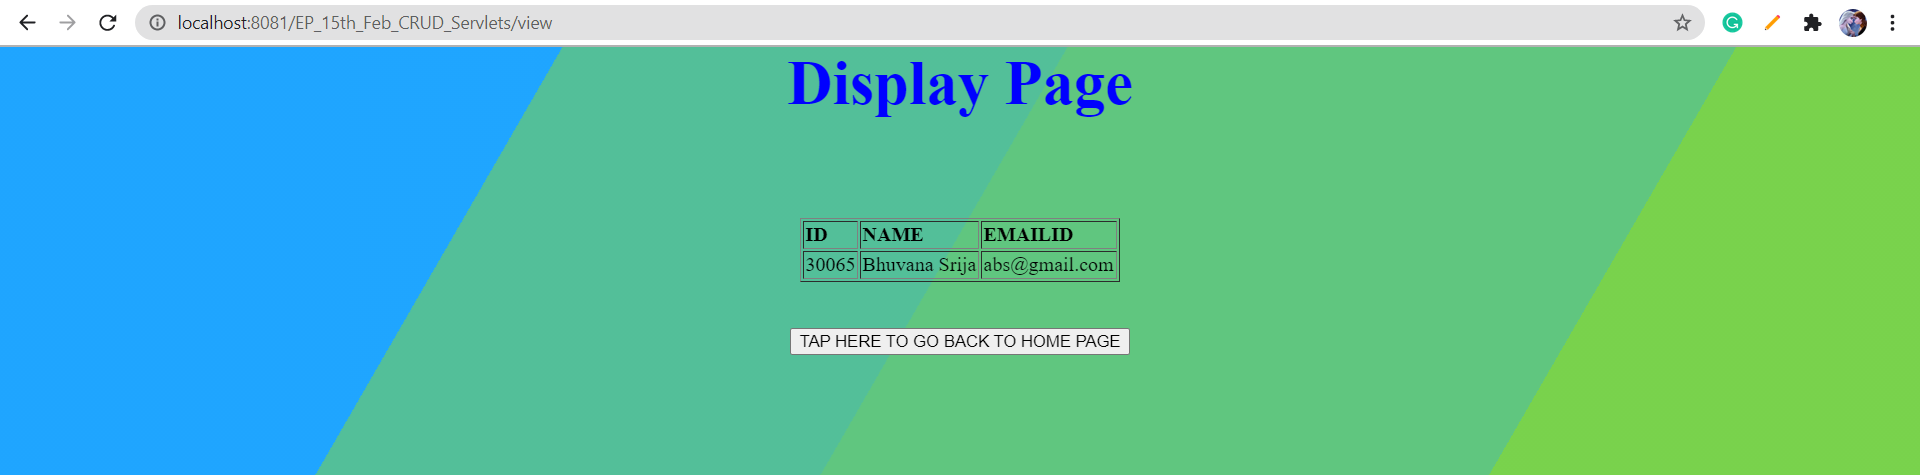 localhost:8081/EP_15th_Feb_CRUD_Servlets/view
Display Page
ID NAME EMAILID
30065 Bhuvana Srija abs@gmail.com
TAP HERE TO GO BACK TO HOME PAGE